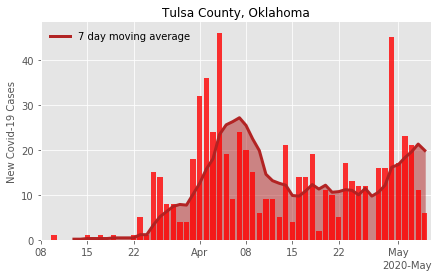 Tulsa County, Oklahoma
7 day moving average
New Covid-19 Cases
40
30
20
10
0
08 15 22 Apr 08 15 22 May
2020-May